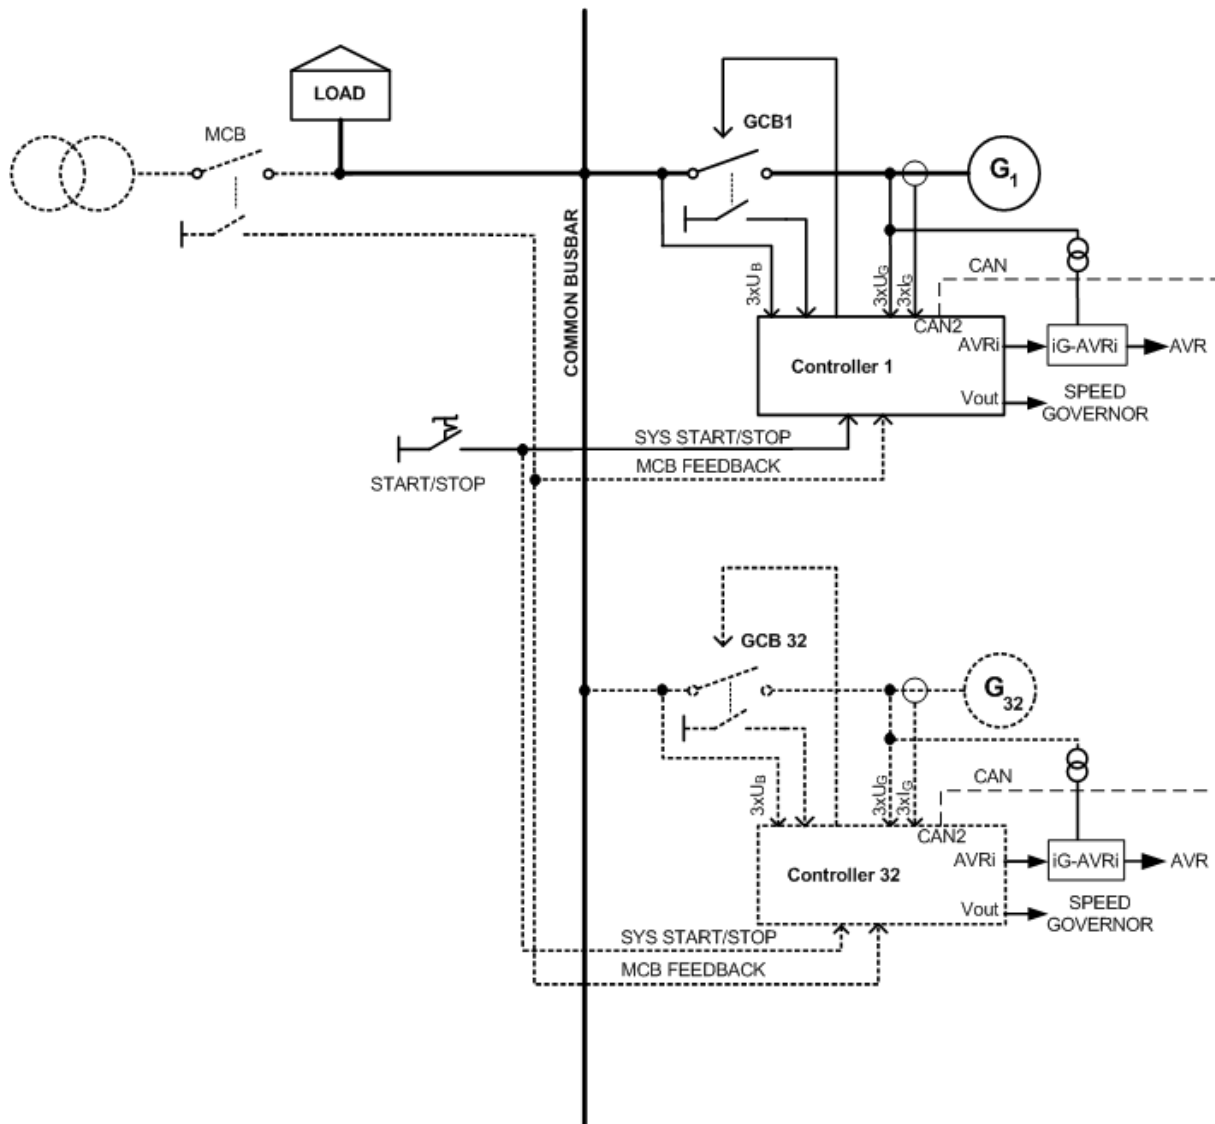 LOAD
MCB
GCB1
G1
COMMON BUSBAR
3xUB
3xUG
3xIG
CAN
CAN2
AVRi
iG-AVRi
AVR
Controller 1
Vout
SPEED
GOVERNOR
START/STOP
SYS START/STOP
MCB FEEDBACK
GCB 32
G32
3xUB
3xUG
3xIG
CAN
CAN2
AVRi
iG-AVRi
AVR
Controller 32
Vout
SPEED
GOVERNOR
SYS START/STOP
MCB FEEDBACK